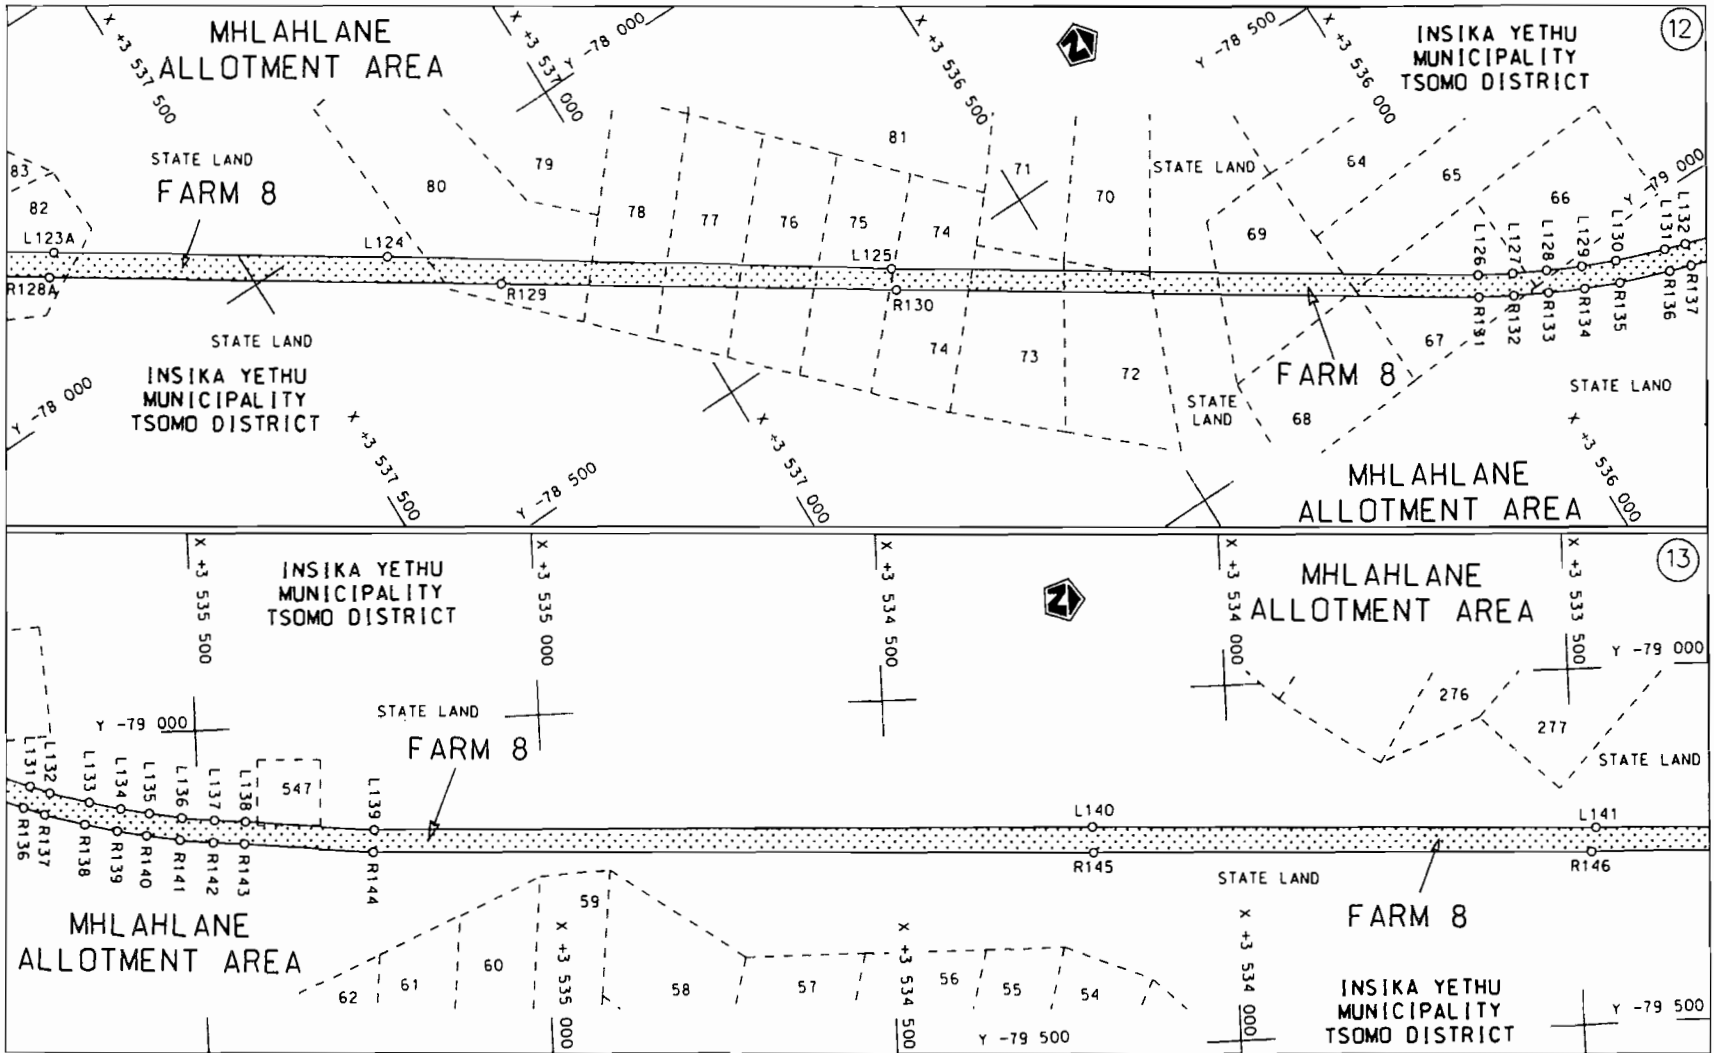 12
MHLAHLANE
ALLOTMENT AREA
X +3 537 500
X +3 537 000
Y -78 000
X +3 536 500
N
Y -78 500
X +3 536 000
INSIKA YETHU
MUNICIPALITY
TSOMO DISTRICT
83
82
STATE LAND
FARM 8
80
79
78
77
76
75
74
81
71
70
STATE LAND
69
64
65
66
Y -79 000
L123A
L124
L125
L126
L127
L128
L129
L130
L131
L132
R128A
R129
R130
R131
R132
R133
R134
R135
R136
R137
STATE LAND
INSIKA YETHU
MUNICIPALITY
TSOMO DISTRICT
Y -78 000
X +3 537 500
Y -78 500
X +3 537 000
74
73
72
STATE
LAND
68
67
FARM 8
STATE LAND
X +3 536 000
MHLAHLANE
ALLOTMENT AREA
13
X +3 535 500
INSIKA YETHU
MUNICIPALITY
TSOMO DISTRICT
X +3 535 000
X +3 534 500
N
X +3 534 000
MHLAHLANE
ALLOTMENT AREA
X +3 533 500
Y -79 000
Y -79 000
STATE LAND
FARM 8
276
277
STATE LAND
L131
L132
L133
L134
L135
L136
L137
L138
547
L139
L140
L141
R136
R137
R138
R139
R140
R141
R142
R143
R144
R145
R146
STATE LAND
FARM 8
MHLAHLANE
ALLOTMENT AREA
62
61
60
59
X +3 535 000
58
57
X +3 534 500
56
55
54
Y -79 500
X +3 534 000
INSIKA YETHU
MUNICIPALITY
TSOMO DISTRICT
Y -79 500